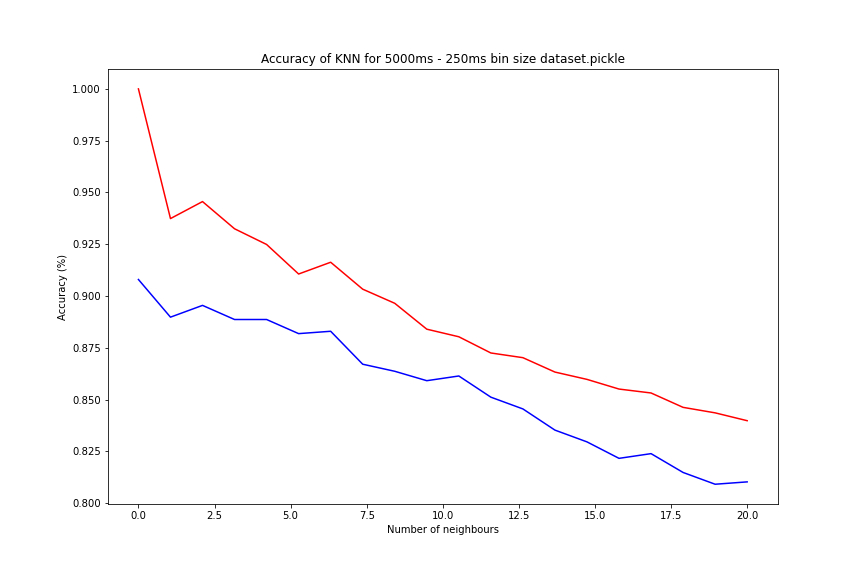 Accuracy of KNN for 5000ms - 250ms bin size dataset.pickle
1.000
0.975
0.950
0.925
0.900
0.875
0.850
0.825
0.800
Accuracy (%)
0.0 2.5 5.0 7.5 10.0 12.5 15.0 17.5 20.0
Number of neighbours